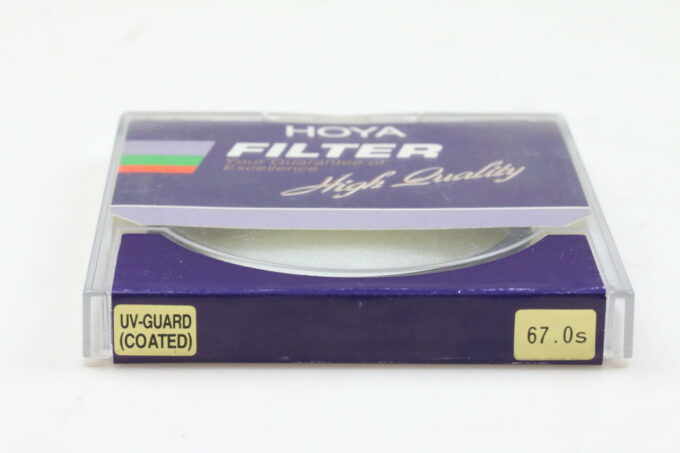 HOYA
FILTER
Your Guarantee of
Excellence
High Quality
UV-GUARD
(COATED)
67.0s